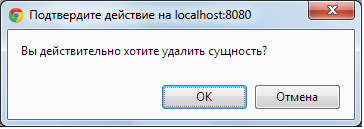 Подтвердите действие на localhost:8080
Вы действительно хотите удалить сущность?
OK
Отмена